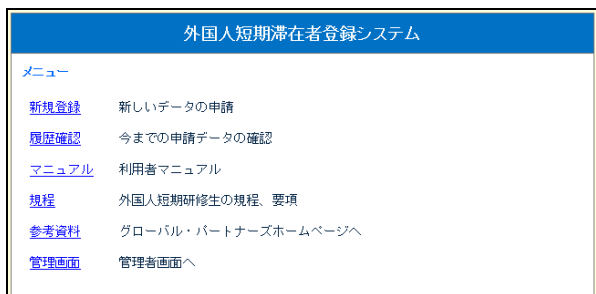 外国人短期滞在者登録システム
メニュー
新規登録 新しいデータの申請
履歴確認 今までの申請データの確認
マニュアル 利用者マニュアル
規程 外国人短期研修生の規程、要項
参考資料 グローバル・パートナーズホームページへ
管理画面 管理者画面へ